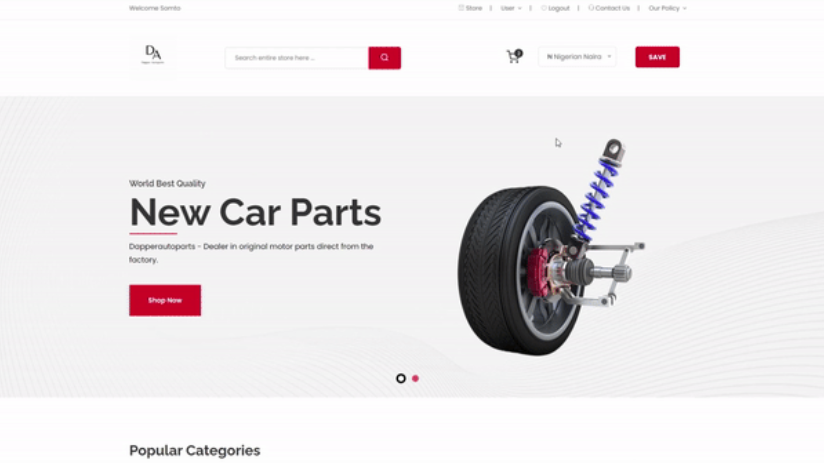 Welcome Somto
Store | User | Logout | Contact Us | Our Policy
DA
Search entire store here ...
₦ Nigerian Naira
SAVE
World Best Quality
New Car Parts
Dapperautoparts - Dealer in original motor parts direct from the
factory.
Shop Now
Popular Categories